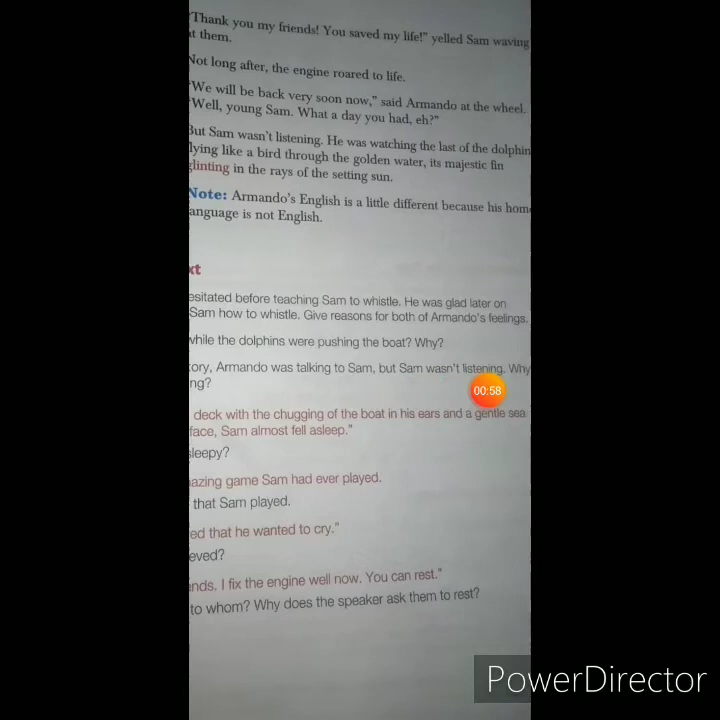 "Thank you my friends! You saved my life!" yelled Sam waving
at them.
Not long after, the engine roared to life.
"We will be back very soon now," said Armando at the wheel.
"Well, young Sam. What a day you had, eh?"
But Sam wasn't listening. He was watching the last of the dolphin
lying like a bird through the golden water, its majestic fin
glinting in the rays of the setting sun.
Note: Armando's English is a little different because his hom
anguage is not English.
xt
esitated before teaching Sam to whistle. He was glad later on
Sam how to whistle. Give reasons for both of Armando's feelings.
while the dolphins were pushing the boat? Why?
ory, Armando was talking to Sam, but Sam wasn't listening. Why
ng?
00:58
deck with the chugging of the boat in his ears and a gentle sea
face, Sam almost fell asleep."
sleepy?
azing game Sam had ever played.
that Sam played.
ed that he wanted to cry."
eved?
ends. I fix the engine well now. You can rest."
to whom? Why does the speaker ask them to rest?
PowerDirector